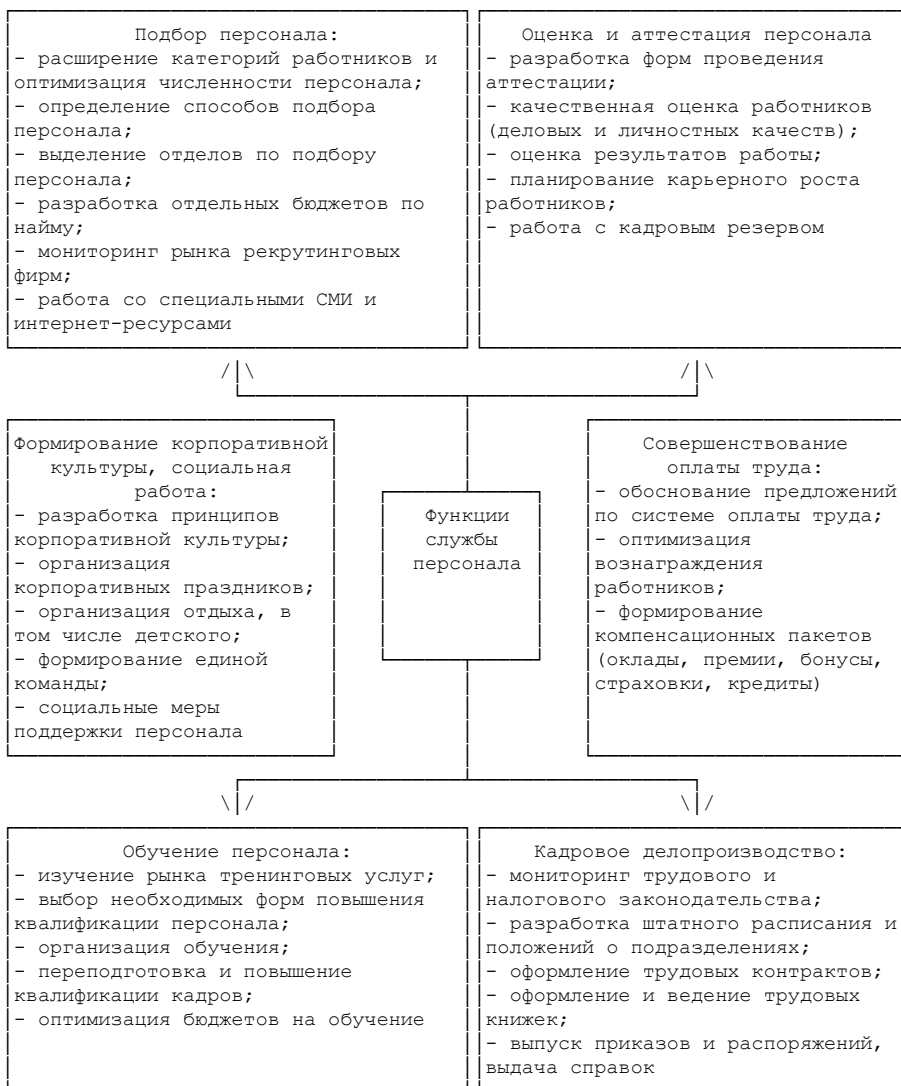 Подбор персонала:
- расширение категорий работников и
оптимизация численности персонала;
- определение способов подбора
персонала;
- выделение отделов по подбору
персонала;
- разработка отдельных бюджетов по
найму;
- мониторинг рынка рекрутинговых
фирм;
- работа со специальными СМИ и
интернет-ресурсами
Оценка и аттестация персонала
- разработка форм проведения
аттестации;
- качественная оценка работников
(деловых и личностных качеств);
- оценка результатов работы;
- планирование карьерного роста
работников;
- работа с кадровым резервом
Формирование корпоративной
культуры, социальная
работа:
- разработка принципов
корпоративной культуры;
- организация
корпоративных праздников;
- организация отдыха, в
том числе детского;
- формирование единой
команды;
- социальные меры
поддержки персонала
Функции
службы
персонала
Совершенствование
оплаты труда:
- обоснование предложений
по системе оплаты труда;
- оптимизация
вознаграждения
работников;
- формирование
компенсационных пакетов
(оклады, премии, бонусы,
страховки, кредиты)
Обучение персонала:
- изучение рынка тренинговых услуг;
- выбор необходимых форм повышения
квалификации персонала;
- организация обучения;
- переподготовка и повышение
квалификации кадров;
- оптимизация бюджетов на обучение
Кадровое делопроизводство:
- мониторинг трудового и
налогового законодательства;
- разработка штатного расписания и
положений о подразделениях;
- оформление трудовых контрактов;
- оформление и ведение трудовых
книжек;
- выпуск приказов и распоряжений,
выдача справок